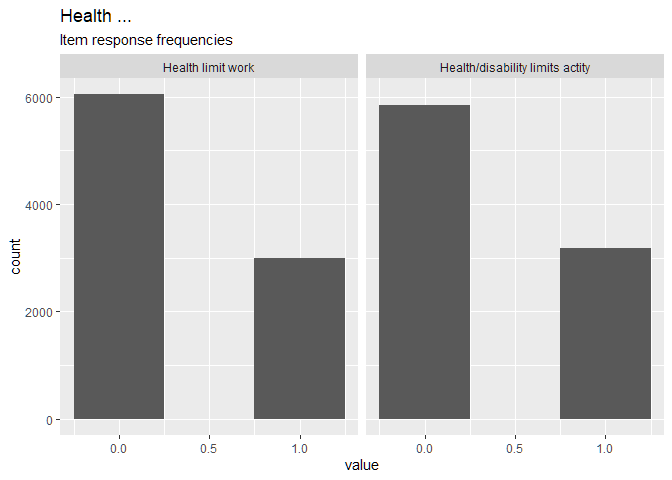 Health ...
Item response frequencies
Health limit work
Health/disability limits actity
6000
4000
2000
0
count
0.0 0.5 1.0 0.0 0.5 1.0
value